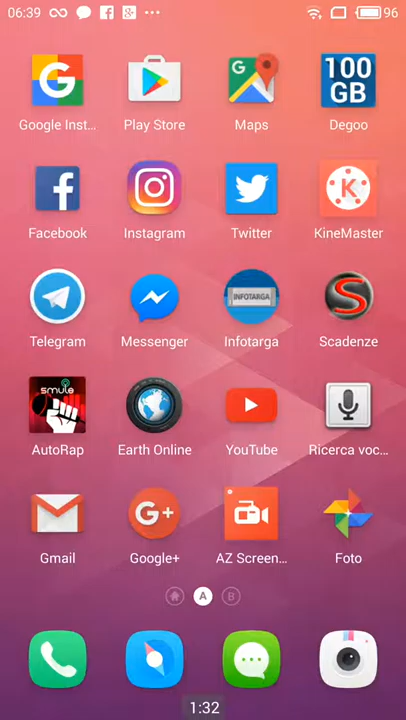 06:39 96
Google Inst... Play Store Maps Degoo
100
GB
Facebook Instagram Twitter KineMaster
Telegram Messenger Infotarga Scadenze
INFOTARGA
smule
AutoRap Earth Online YouTube Ricerca voc...
Gmail Google+ AZ Screen... Foto
A B
1:32